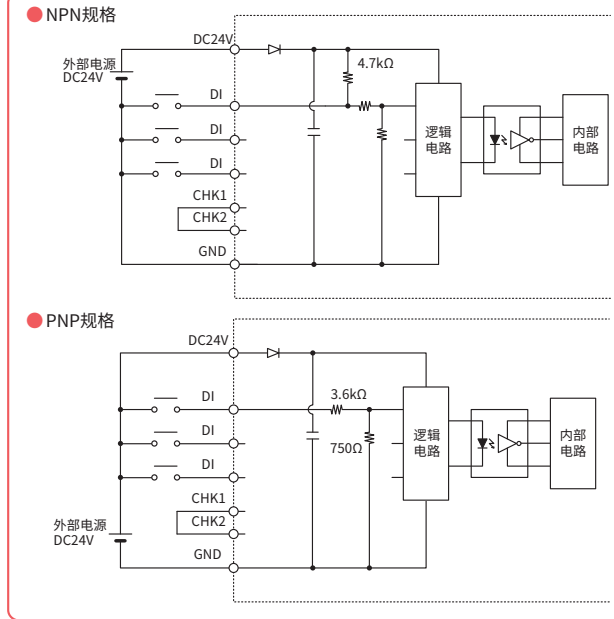 NPN规格
DC24V
外部电源
DC24V
4.7kΩ
DI
DI
DI
逻辑
电路
内部
电路
CHK1
CHK2
GND
PNP规格
DC24V
3.6kΩ
DI
750Ω
DI
DI
逻辑
电路
内部
电路
CHK1
CHK2
外部电源
DC24V
GND